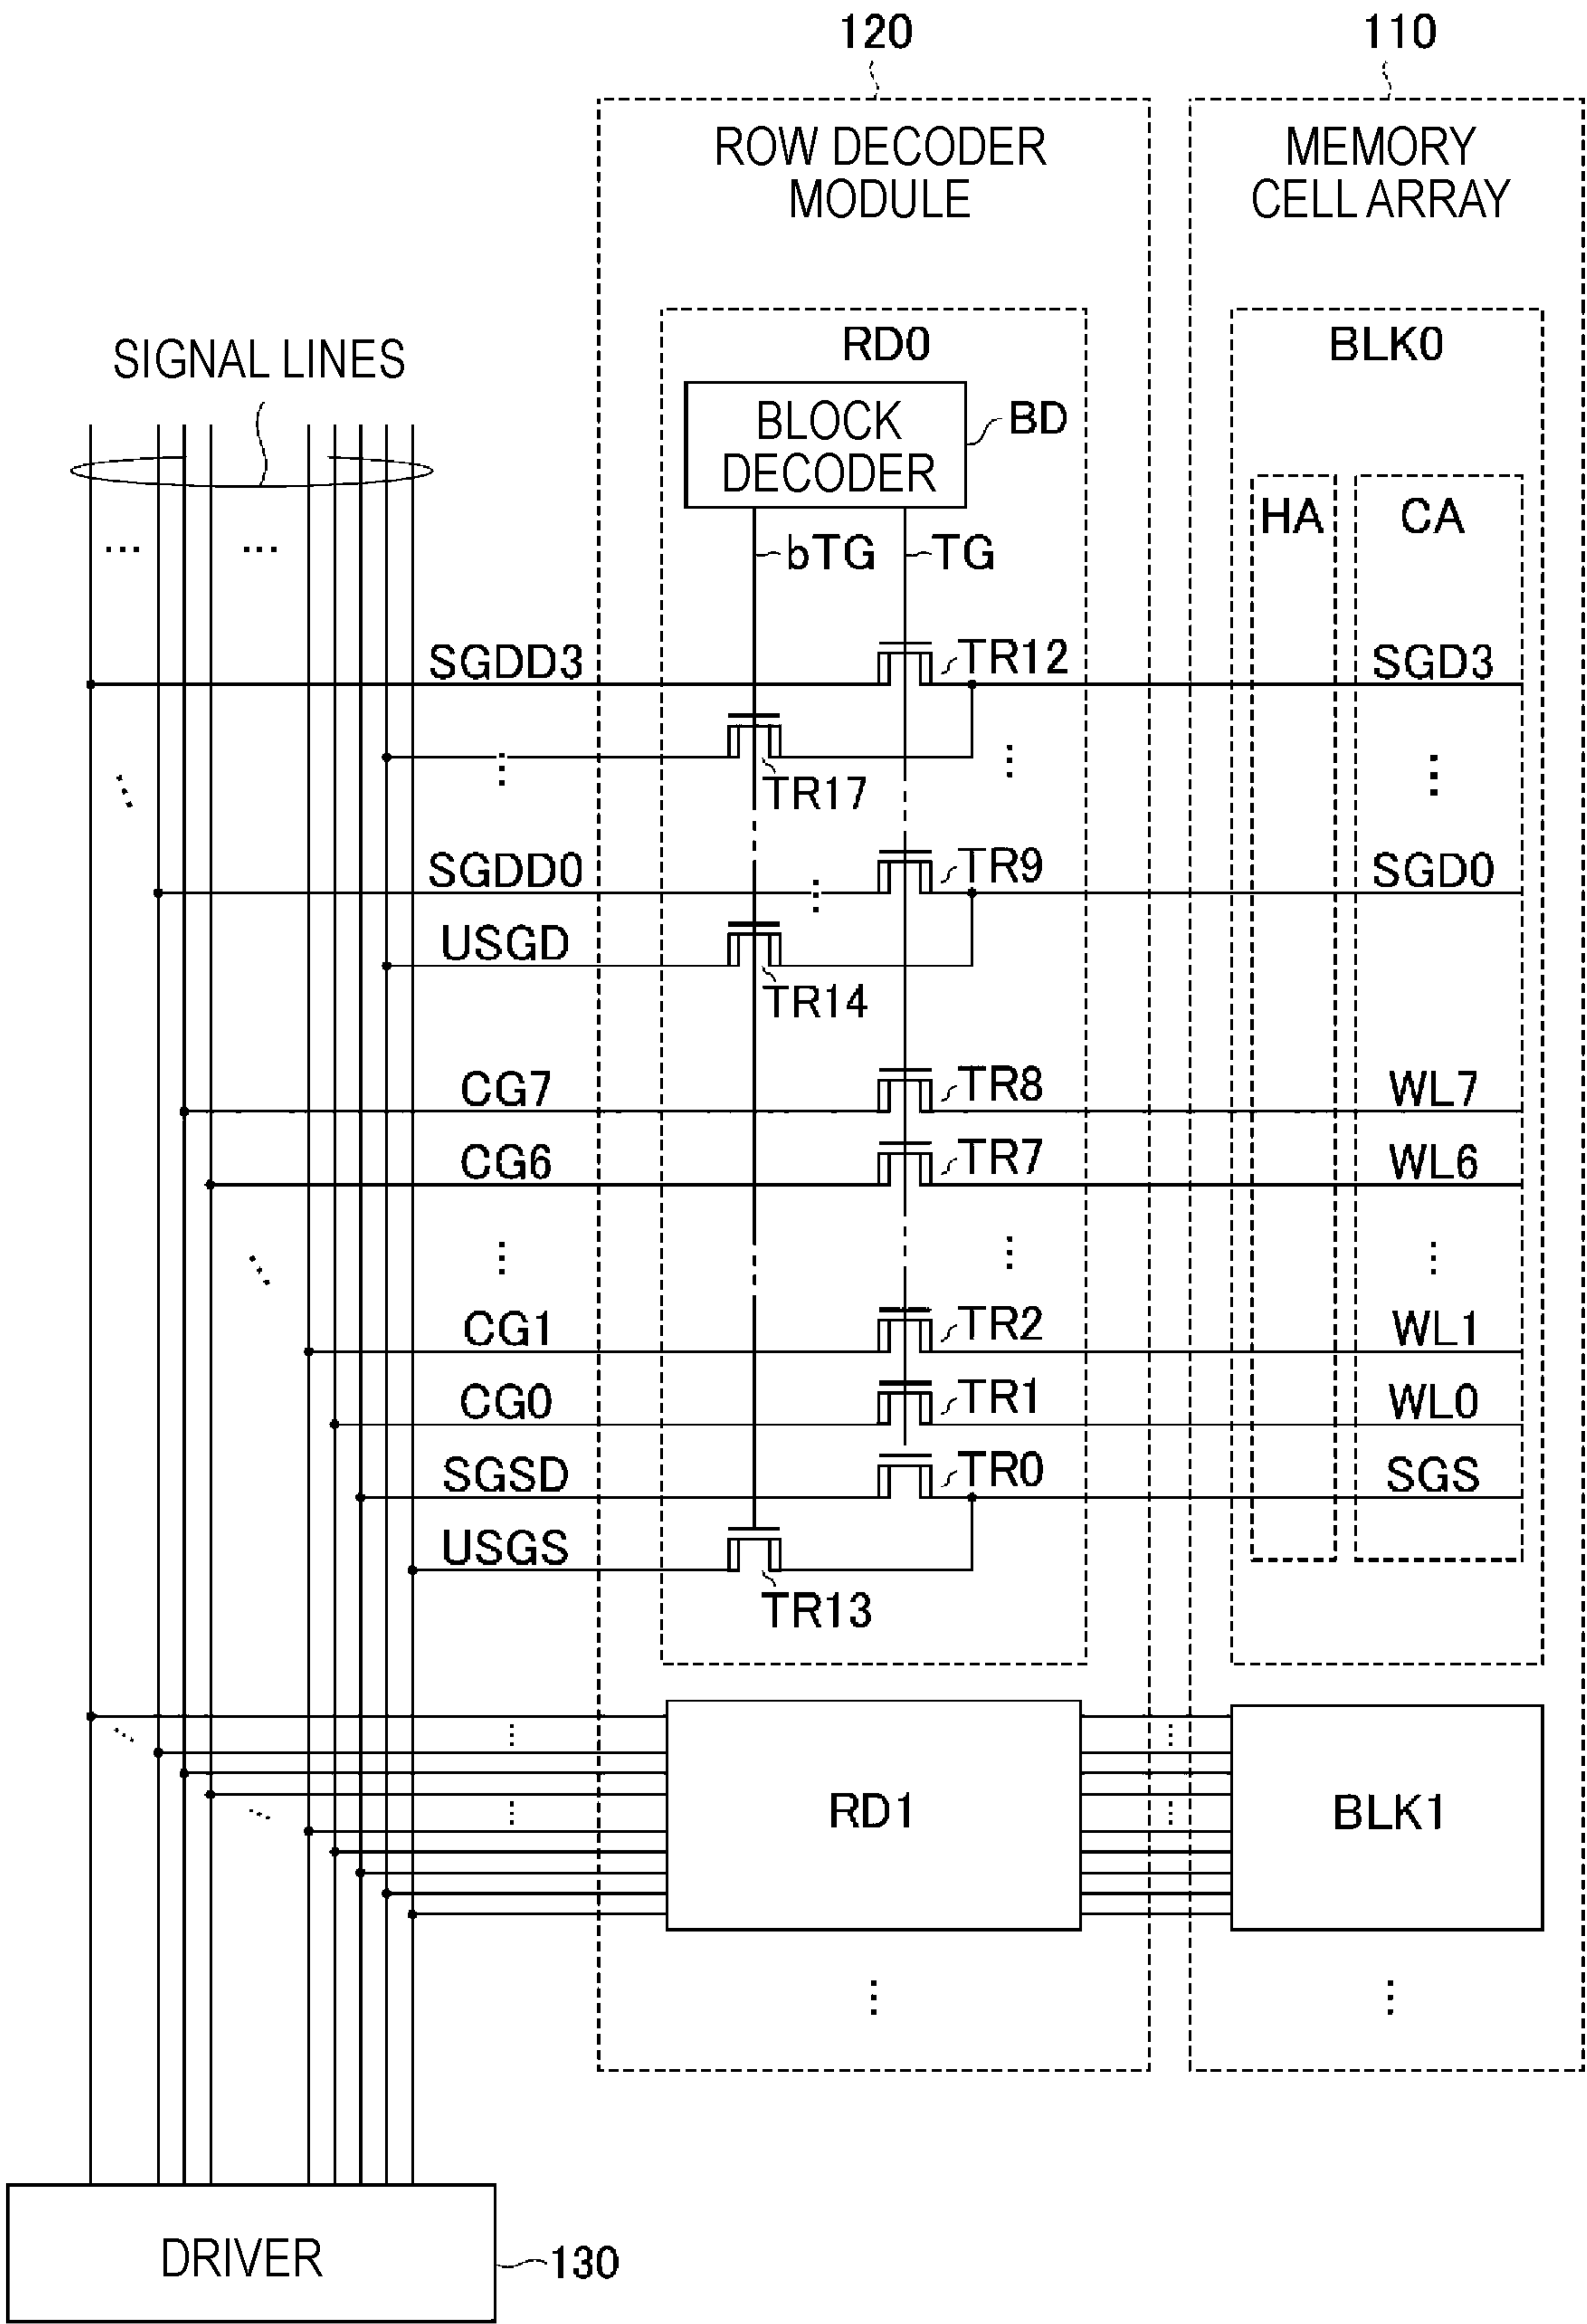 120
110
ROW DECODER
MODULE
MEMORY
CELL ARRAY
SIGNAL LINES
RD0
BLK0
BLOCK
DECODER
BD
HA
CA
bTG
TG
SGDD3
TR12
SGD3
TR17
SGDD0
TR9
SGD0
USGD
TR14
CG7
TR8
WL7
CG6
TR7
WL6
CG1
TR2
WL1
CG0
TR1
WL0
SGSD
TR0
SGS
USGS
TR13
RD1
BLK1
DRIVER
130